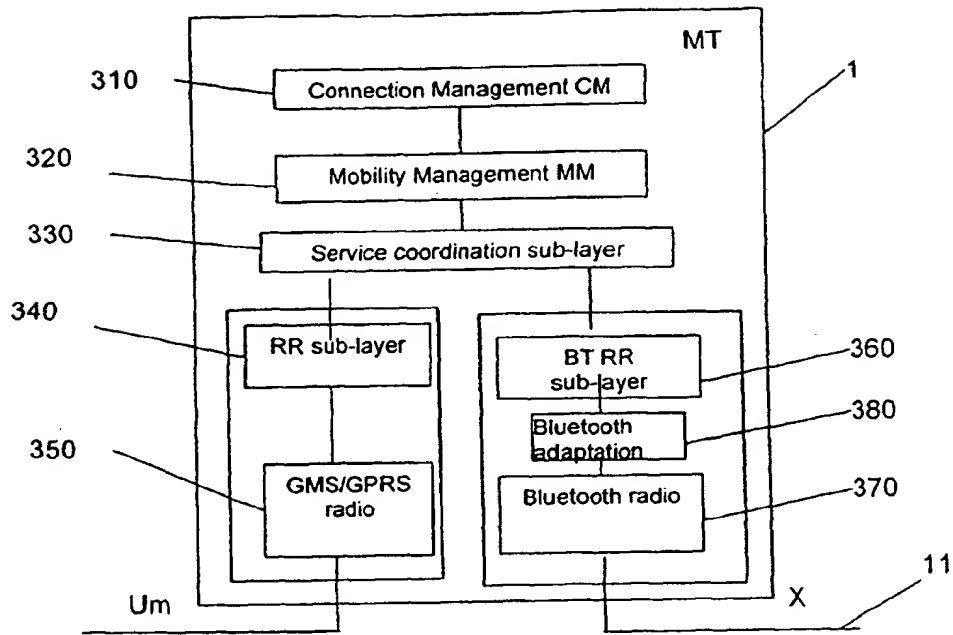 MT
1
310
Connection Management CM
320
Mobility Management MM
330
Service coordination sub-layer
340
RR sub-layer
BT RR
sub-layer
360
Bluetooth
adaptation
380
350
GMS/GPRS
radio
Bluetooth radio
370
Um
X
11